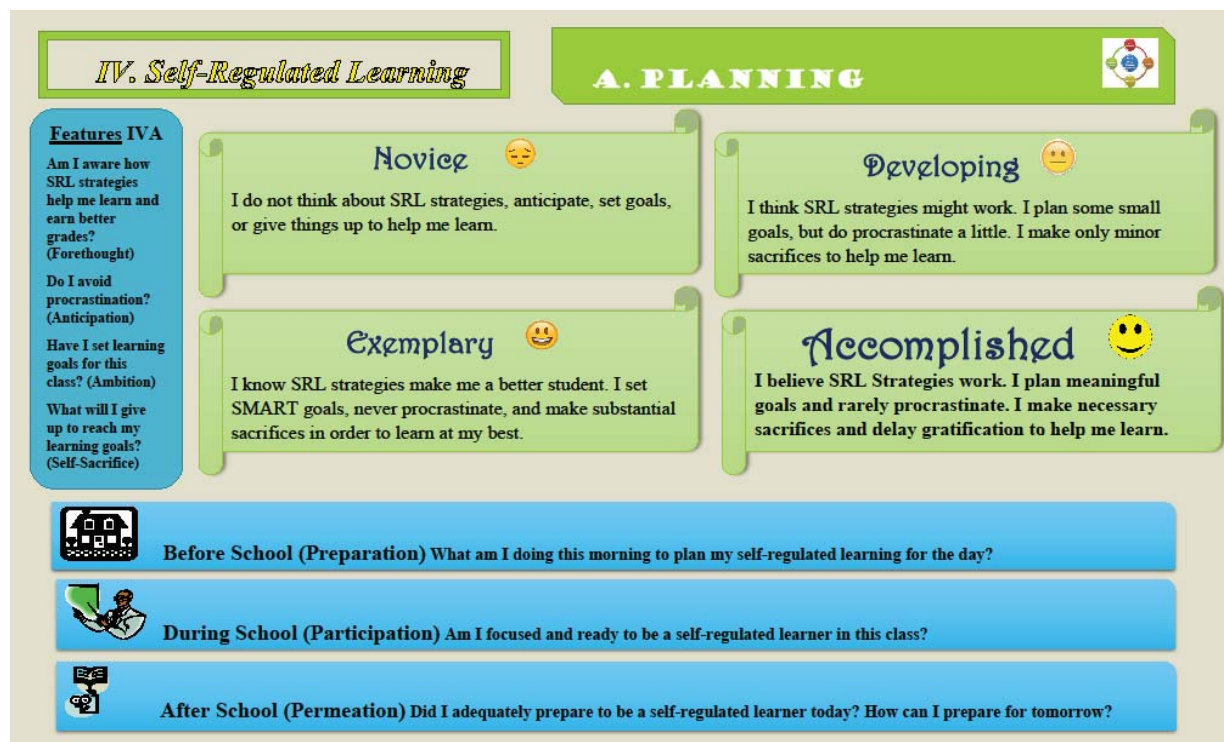 IV. Self-Regulated Learning
A. PLANNING
Features IVA
Am I aware how
SRL strategies
help me learn and
earn better
grades?
(Forethought)
Do I avoid
procrastination?
(Anticipation)
Have I set learning
goals for this
class? (Ambition)
What will I give
up to reach my
learning goals?
(Self-Sacrifice)
Novice
I do not think about SRL strategies, anticipate, set goals,
or give things up to help me learn.
Developing
I think SRL strategies might work. I plan some small
goals, but do procrastinate a little. I make only minor
sacrifices to help me learn.
Exemplary
I know SRL strategies make me a better student. I set
SMART goals, never procrastinate, and make substantial
sacrifices in order to learn at my best.
Accomplished
I believe SRL Strategies work. I plan meaningful
goals and rarely procrastinate. I make necessary
sacrifices and delay gratification to help me learn.
Before School (Preparation) What am I doing this morning to plan my self-regulated learning for the day?
During School (Participation) Am I focused and ready to be a self-regulated learner in this class?
After School (Permeation) Did I adequately prepare to be a self-regulated learner today? How can I prepare for tomorrow?